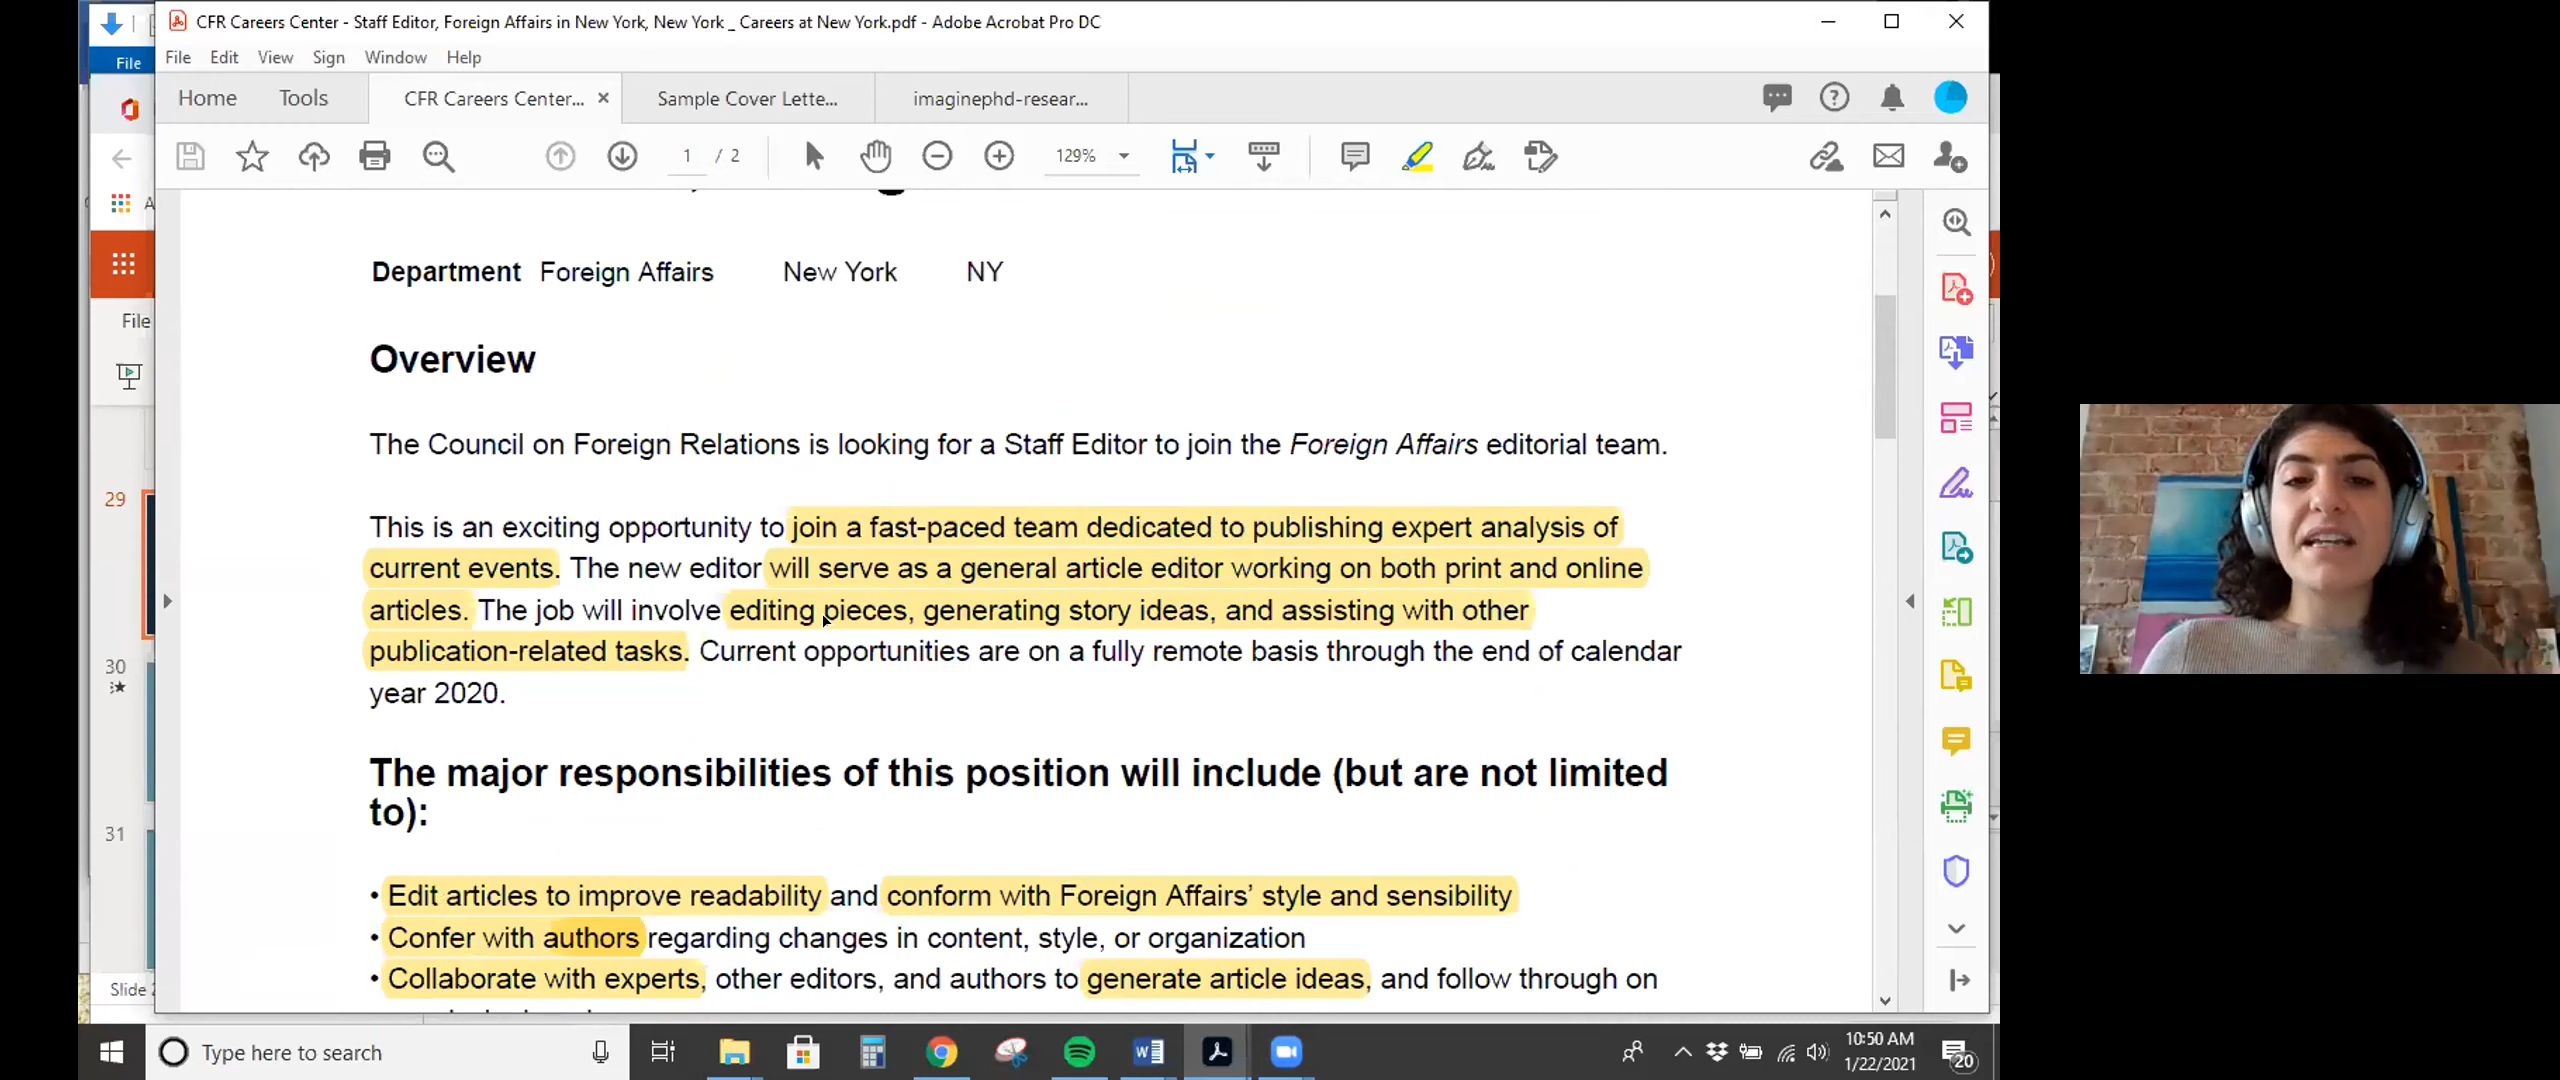 CFR Careers Center - Staff Editor, Foreign Affairs in New York, New York _ Careers at New York.pdf - Adobe Acrobat Pro DC
File
File Edit View Sign Window Help
Home Tools CFR Careers Center... × Sample Cover Lette... imaginephd-resear...
1 / 2 129%
A
Department Foreign Affairs New York NY
File
Overview
The Council on Foreign Relations is looking for a Staff Editor to join the Foreign Affairs editorial team.
29
This is an exciting opportunity to join a fast-paced team dedicated to publishing expert analysis of
current events. The new editor will serve as a general article editor working on both print and online
articles. The job will involve editing pieces, generating story ideas, and assisting with other
publication-related tasks. Current opportunities are on a fully remote basis through the end of calendar
year 2020.
30
The major responsibilities of this position will include (but are not limited
to):
31
• Edit articles to improve readability and conform with Foreign Affairs’ style and sensibility
• Confer with authors regarding changes in content, style, or organization
• Collaborate with experts, other editors, and authors to generate article ideas, and follow through on
Slide
Type here to search
10:50 AM
1/22/2021
20